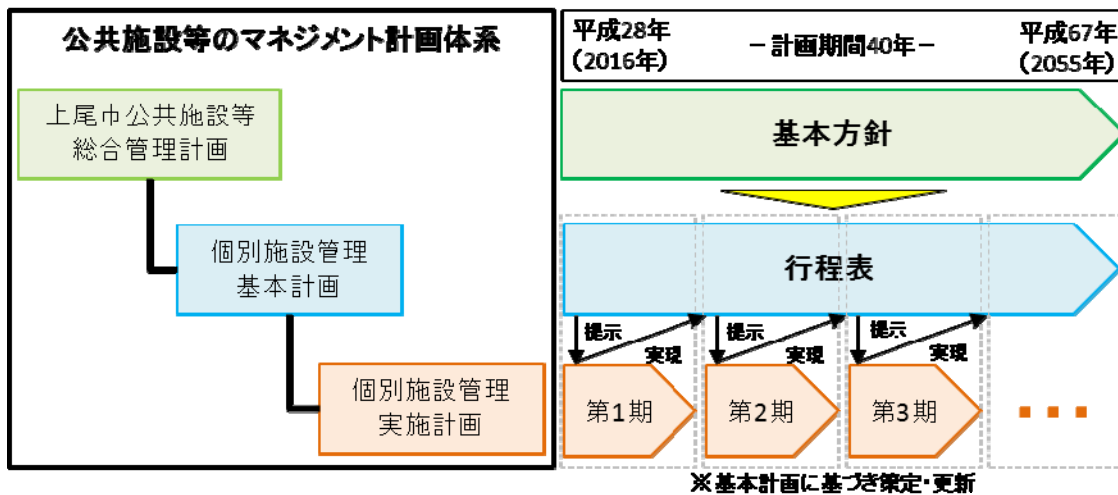 公共施設等のマネジメント計画体系
平成28年
(2016年)
－計画期間40年－
平成67年
(2055年)
上尾市公共施設等
総合管理計画
基本方針
個別施設管理
基本計画
行程表
提示
実現
提示
実現
提示
実現
個別施設管理
実施計画
第1期
第2期
第3期
※基本計画に基づき策定・更新